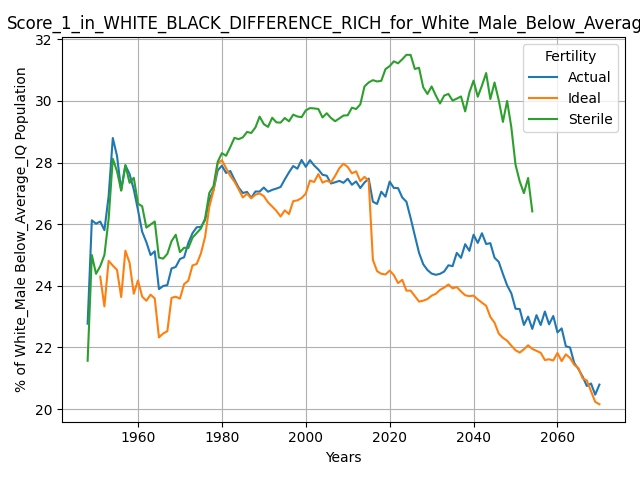 Score_1_in_WHITE_BLACK_DIFFERENCE_RICH_for_White_Male_Below_Averag
% of White_Male Below_Average_IQ Population
32
30
28
26
24
22
20
Fertility
Actual
Ideal
Sterile
1960 1980 2000 2020 2040 2060
Years